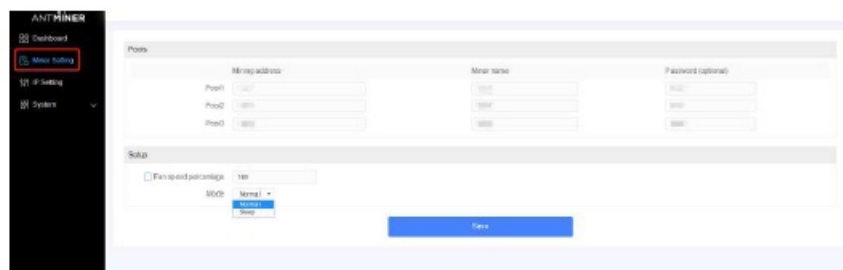 ANTMINER
Dashboard
Miner Setting
IP Setting
System
Pools
Mining address Miner name Password (optional)
Pool1
Pool2
Pool3
Setup
Fan speed percentage 100
Mode Normal
Normal
Sleep
Save